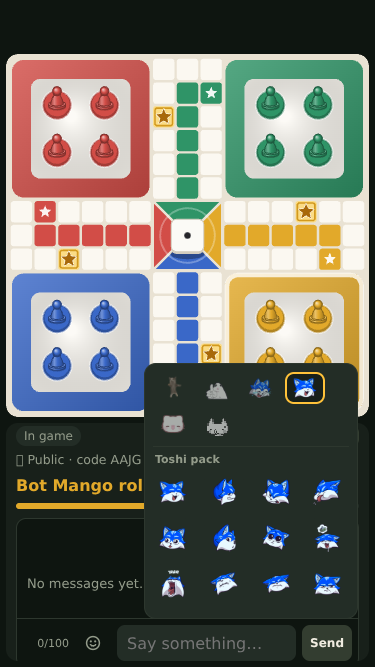 In game
Public · code AAJG
Bot Mango rol
Toshi pack
No messages yet.
0/100
Say something...
Send